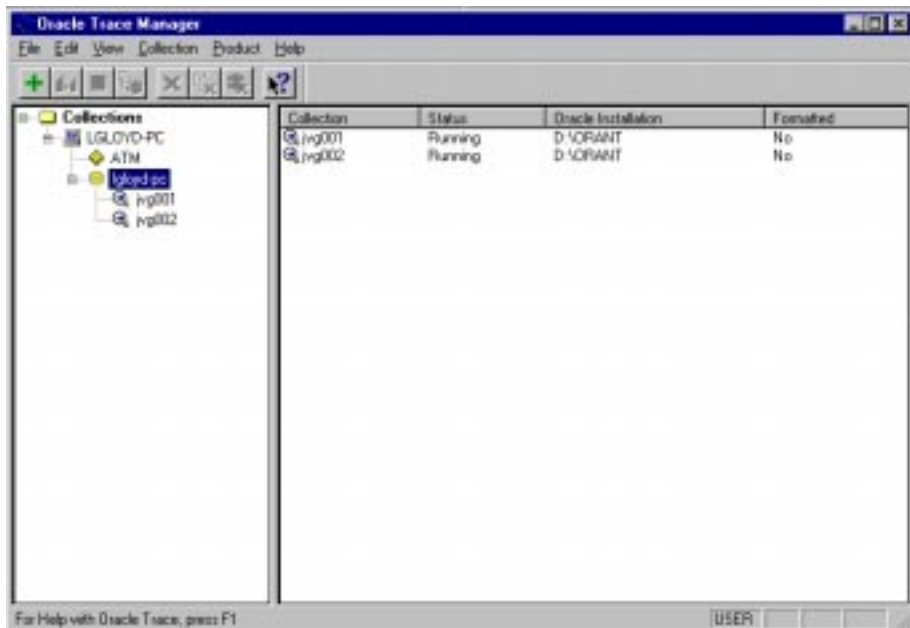 Oracle Trace Manager
File Edit View Collection Product Help
Collections
LGLOYD-PC
ATM
lgloyd-pc
jvg001
jvg002
Collection Status Oracle Installation Formatted
jvg001 Running D:\ORANT No
jvg002 Running D:\ORANT No
For Help with Oracle Trace, press F1
USER